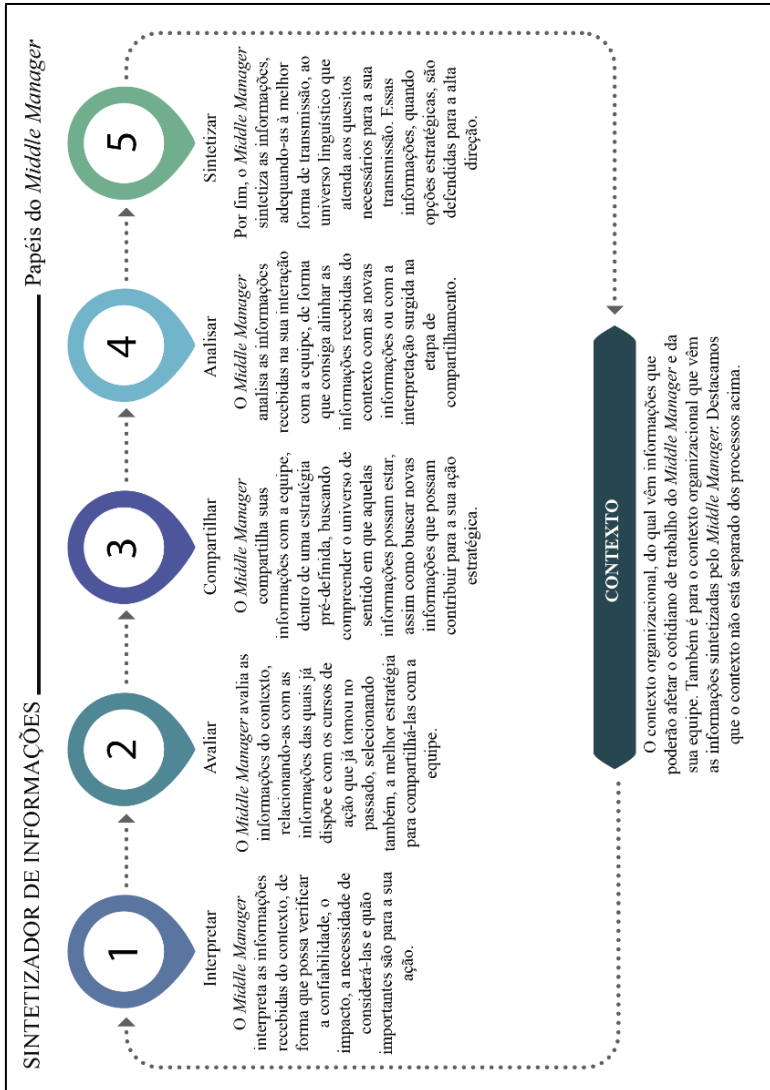 SINTETIZADOR DE INFORMAÇÕES
Papéis do Middle Manager
1
Interpretar
O Middle Manager
interpreta as informações
recebidas do contexto, de
forma que possa verificar
a confiabilidade, o
impacto, a necessidade de
considerá-las e quão
importantes são para a sua
ação.
2
Avaliar
O Middle Manager avalia as
informações do contexto,
relacionando-as com as
informações das quais já
dispõe e com os cursos de
ação que já tomou no
passado, selecionando
também, a melhor estratégia
para compartilhá-las com a
equipe.
3
Compartilhar
O Middle Manager
compartilha suas
informações com a equipe,
dentro de uma estratégia
pré-definida, buscando
compreender o universo de
sentido em que aquelas
informações possam estar,
assim como buscar novas
informações que possam
contribuir para a sua ação
estratégica.
4
Analisar
O Middle Manager
analisa as informações
recebidas na sua interação
com a equipe, de forma
que consiga alinhar as
informações recebidas do
contexto com as novas
informações ou com a
interpretação surgida na
etapa de
compartilhamento.
5
Sintetizar
Por fim, o Middle Manager
sintetiza as informações,
adequando-as à melhor
forma de transmissão, ao
universo linguístico que
atenda aos quesitos
necessários para a sua
transmissão. Essas
informações, quando
opções estratégicas, são
defendidas para a alta
direção.
CONTEXTO
O contexto organizacional, do qual vêm informações que
poderão afetar o cotidiano de trabalho do Middle Manager e da
sua equipe. Também é para o contexto organizacional que vêm
as informações sintetizadas pelo Middle Manager. Destacamos
que o contexto não está separado dos processos acima.